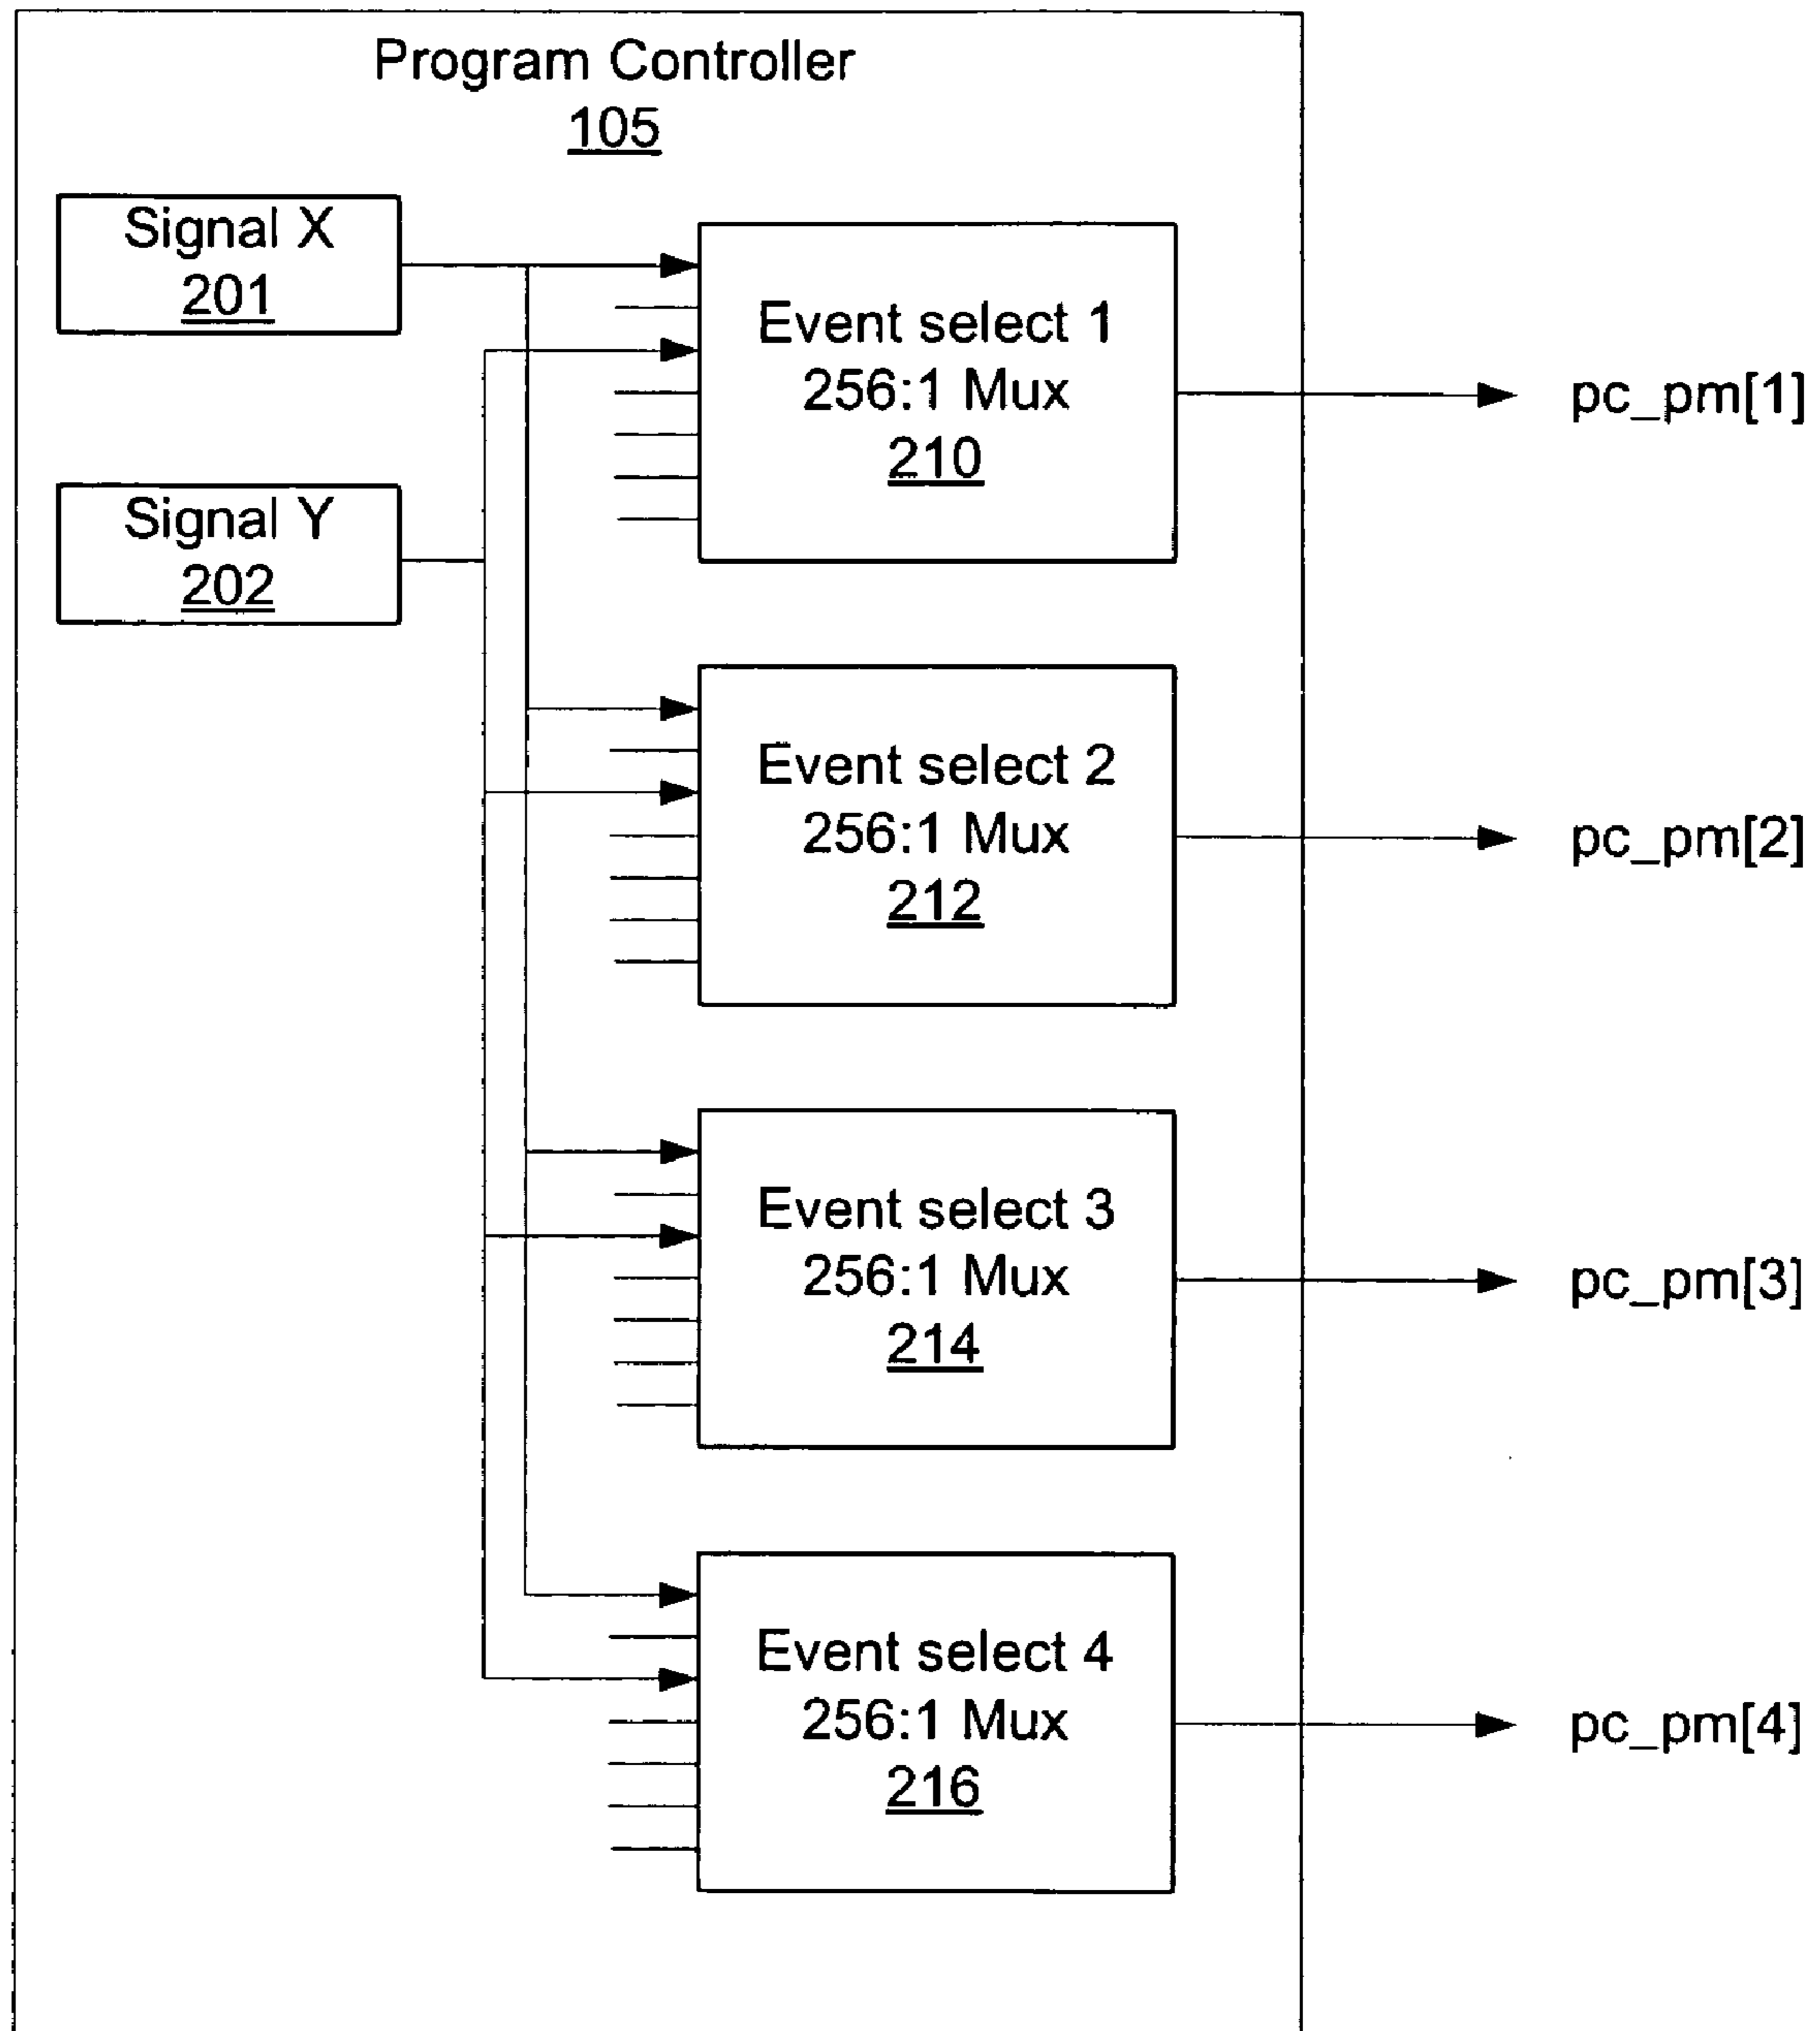 Program Controller
105
Signal X
201
Signal Y
202
Event select 1
256:1 Mux
210
pc_pm[1]
Event select 2
256:1 Mux
212
pc_pm[2]
Event select 3
256:1 Mux
214
pc_pm[3]
Event select 4
256:1 Mux
216
pc_pm[4]